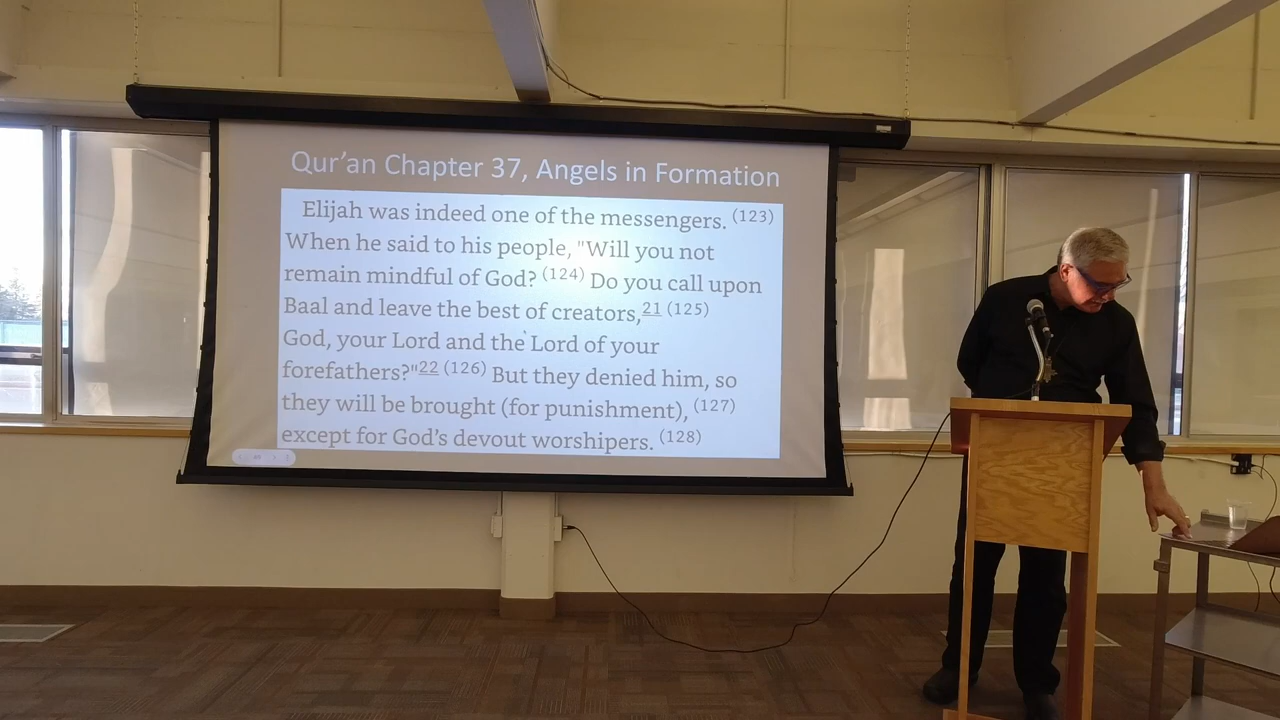 Qur’an Chapter 37, Angels in Formation
Elijah was indeed one of the messengers. (123)
When he said to his people, "Will you not
remain mindful of God? (124) Do you call upon
Baal and leave the best of creators,21 (125)
God, your Lord and the Lord of your
forefathers?"22 (126) But they denied him, so
they will be brought (for punishment), (127)
except for God’s devout worshipers. (128)